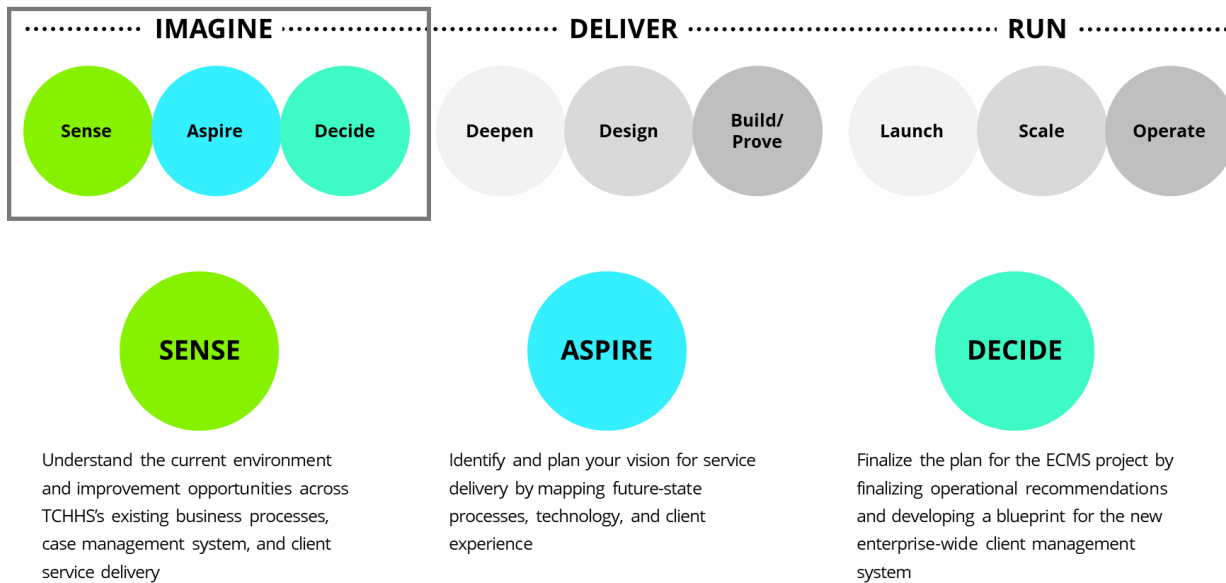 IMAGINE
DELIVER
RUN
Sense
Aspire
Decide
Deepen
Design
Build/
Prove
Launch
Scale
Operate
SENSE
ASPIRE
DECIDE
Understand the current environment
and improvement opportunities across
TCHHS's existing business processes,
case management system, and client
service delivery
Identify and plan your vision for service
delivery by mapping future-state
processes, technology, and client
experience
Finalize the plan for the ECMS project by
finalizing operational recommendations
and developing a blueprint for the new
enterprise-wide client management
system